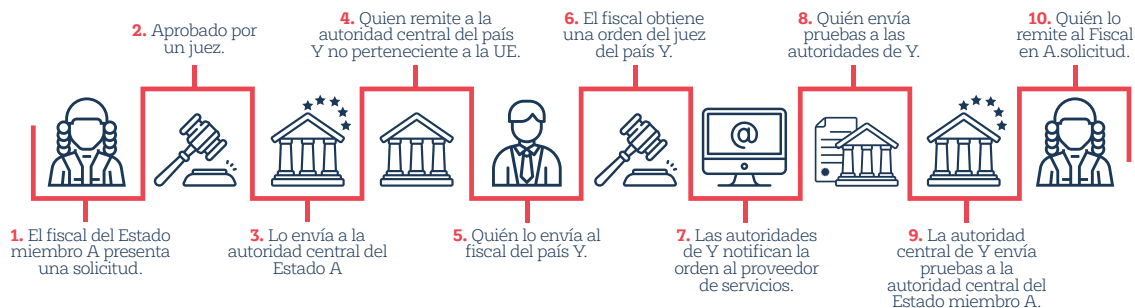 1. El fiscal del Estado
miembro A presenta
una solicitud.
2. Aprobado por
un juez.
3. Lo envía a la
autoridad central del
Estado A
4. Quien remite a la
autoridad central del país
Y no perteneciente a la UE.
5. Quién lo envía al
fiscal del país Y.
6. El fiscal obtiene
una orden del juez
del país Y.
@
7. Las autoridades
de Y notifican la
orden al proveedor
de servicios.
8. Quién envía
pruebas a las
autoridades de Y.
9. La autoridad
central de Y envía
pruebas a la
autoridad central del
Estado miembro A.
10. Quién lo
remite al Fiscal
en A.solicitud.